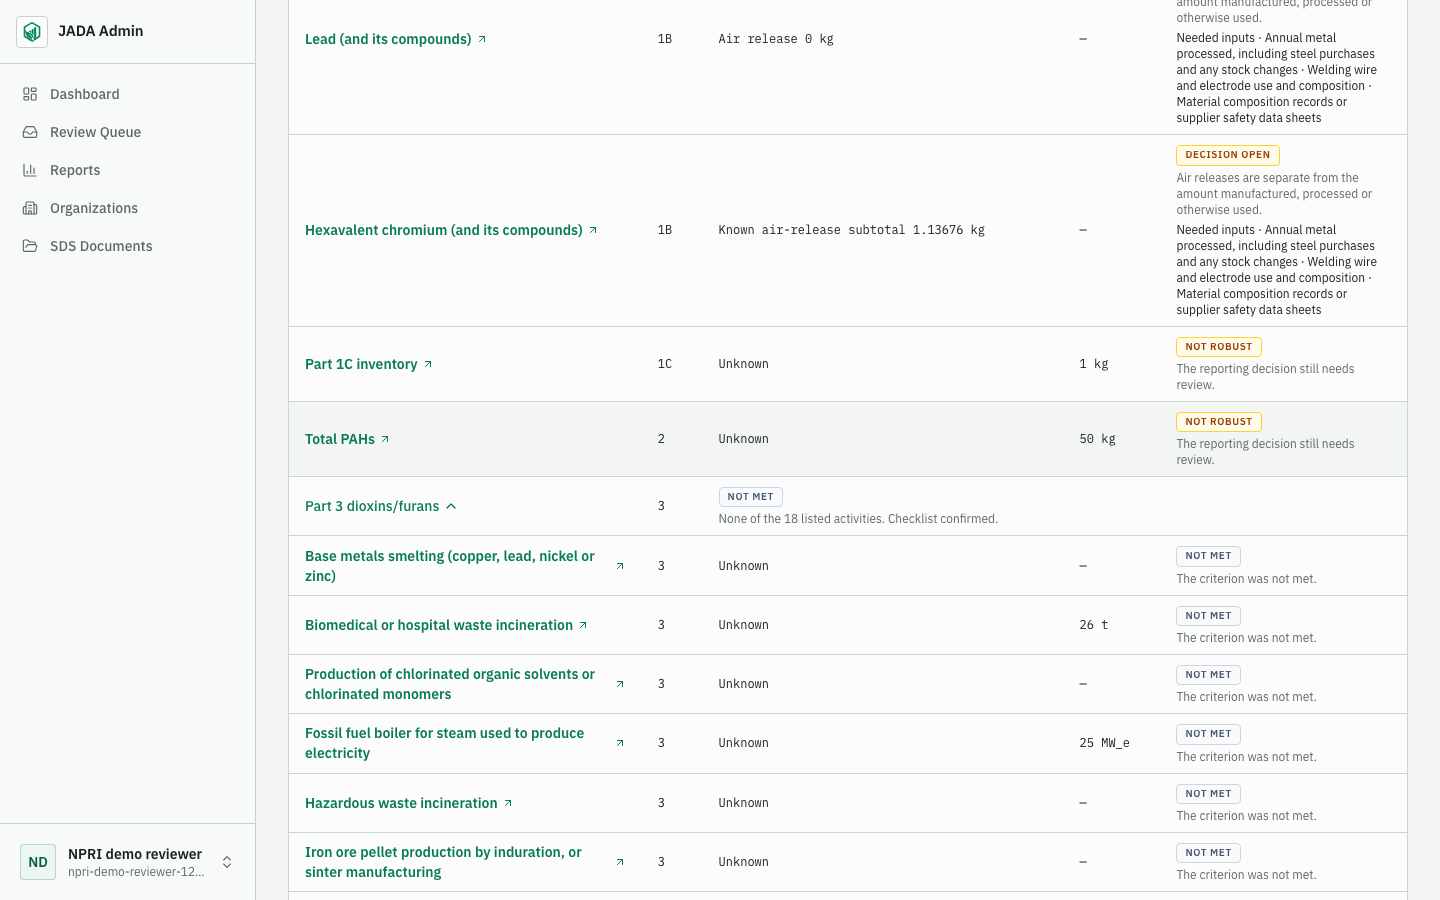 JADA Admin
Dashboard
Review Queue
Reports
Organizations
SDS Documents
amount manufactured, processed or
otherwise used.
Lead (and its compounds)
1B
Air release 0 kg
—
Needed inputs · Annual metal
processed, including steel purchases
and any stock changes · Welding wire
and electrode use and composition ·
Material composition records or
supplier safety data sheets
Hexavalent chromium (and its compounds)
1B
Known air-release subtotal 1.13676 kg
—
DECISION OPEN
Air releases are separate from the
amount manufactured, processed or
otherwise used.
Needed inputs · Annual metal
processed, including steel purchases
and any stock changes · Welding wire
and electrode use and composition ·
Material composition records or
supplier safety data sheets
Part 1C inventory
1C
Unknown
1 kg
NOT ROBUST
The reporting decision still needs
review.
Total PAHs
2
Unknown
50 kg
NOT ROBUST
The reporting decision still needs
review.
Part 3 dioxins/furans
3
NOT MET
None of the 18 listed activities. Checklist confirmed.
Base metals smelting (copper, lead, nickel or
zinc)
3
Unknown
—
NOT MET
The criterion was not met.
Biomedical or hospital waste incineration
3
Unknown
26 t
NOT MET
The criterion was not met.
Production of chlorinated organic solvents or
chlorinated monomers
3
Unknown
—
NOT MET
The criterion was not met.
Fossil fuel boiler for steam used to produce
electricity
3
Unknown
25 MW_e
NOT MET
The criterion was not met.
Hazardous waste incineration
3
Unknown
—
NOT MET
The criterion was not met.
Iron ore pellet production by induration, or
sinter manufacturing
3
Unknown
—
NOT MET
The criterion was not met.
ND
NPRI demo reviewer
npri-demo-reviewer-12...